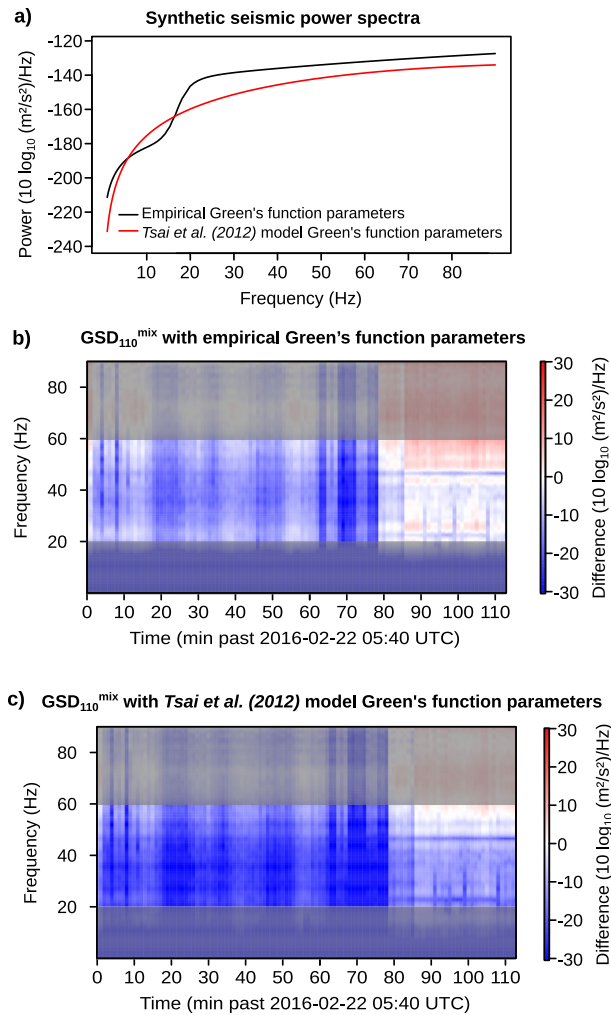 a)
Synthetic seismic power spectra
Power (10 log₁₀ (m²/s²)/Hz)
-120
-140
-160
-180
-200
-220
-240
Empirical Green's function parameters
Tsai et al. (2012) model Green's function parameters
10 20 30 40 50 60 70 80
Frequency (Hz)
b)
GSD₁₁₀ᵐⁱˣ with empirical Green’s function parameters
Frequency (Hz)
80
60
40
20
0 10 20 30 40 50 60 70 80 90 100 110
Time (min past 2016-02-22 05:40 UTC)
30
20
10
0
-10
-20
-30
Difference (10 log₁₀ (m²/s²)/Hz)
c)
GSD₁₁₀ᵐⁱˣ with Tsai et al. (2012) model Green's function parameters
Frequency (Hz)
80
60
40
20
0 10 20 30 40 50 60 70 80 90 100 110
Time (min past 2016-02-22 05:40 UTC)
30
20
10
0
-10
-20
-30
Difference (10 log₁₀ (m²/s²)/Hz)